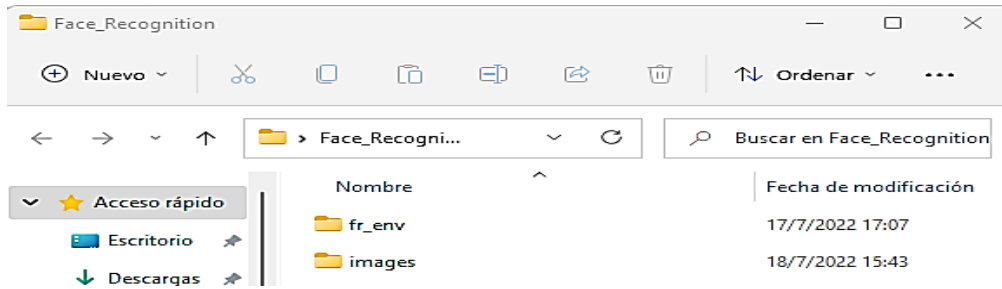 Face_Recognition
Nuevo Ordenar
Face_Recogni... Buscar en Face_Recognition
Nombre Fecha de modificación
Acceso rápido
fr_env 17/7/2022 17:07
Escritorio
images 18/7/2022 15:43
Descargas